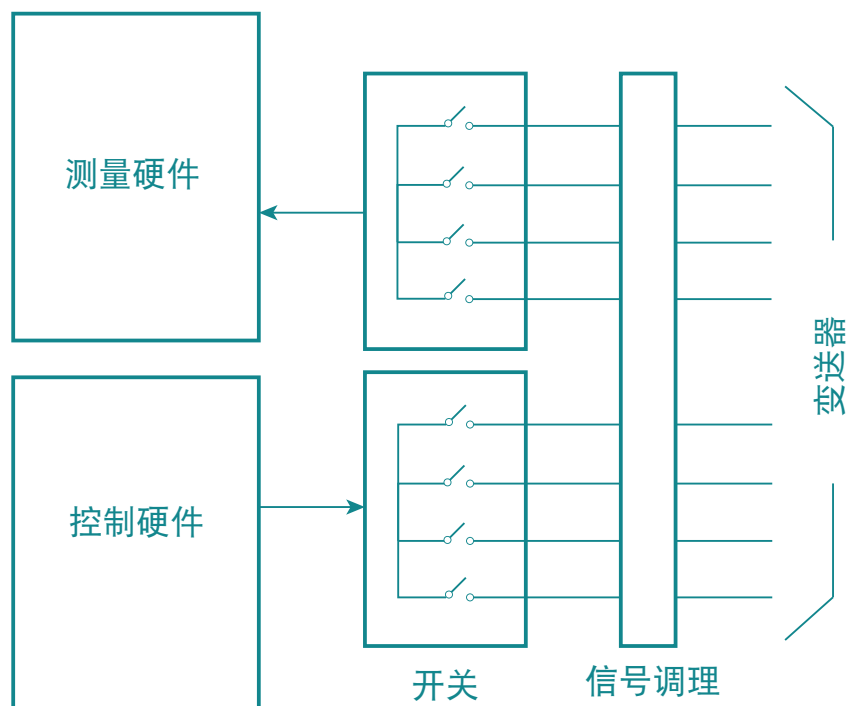 测量硬件
控制硬件
开关
信号调理
变送器